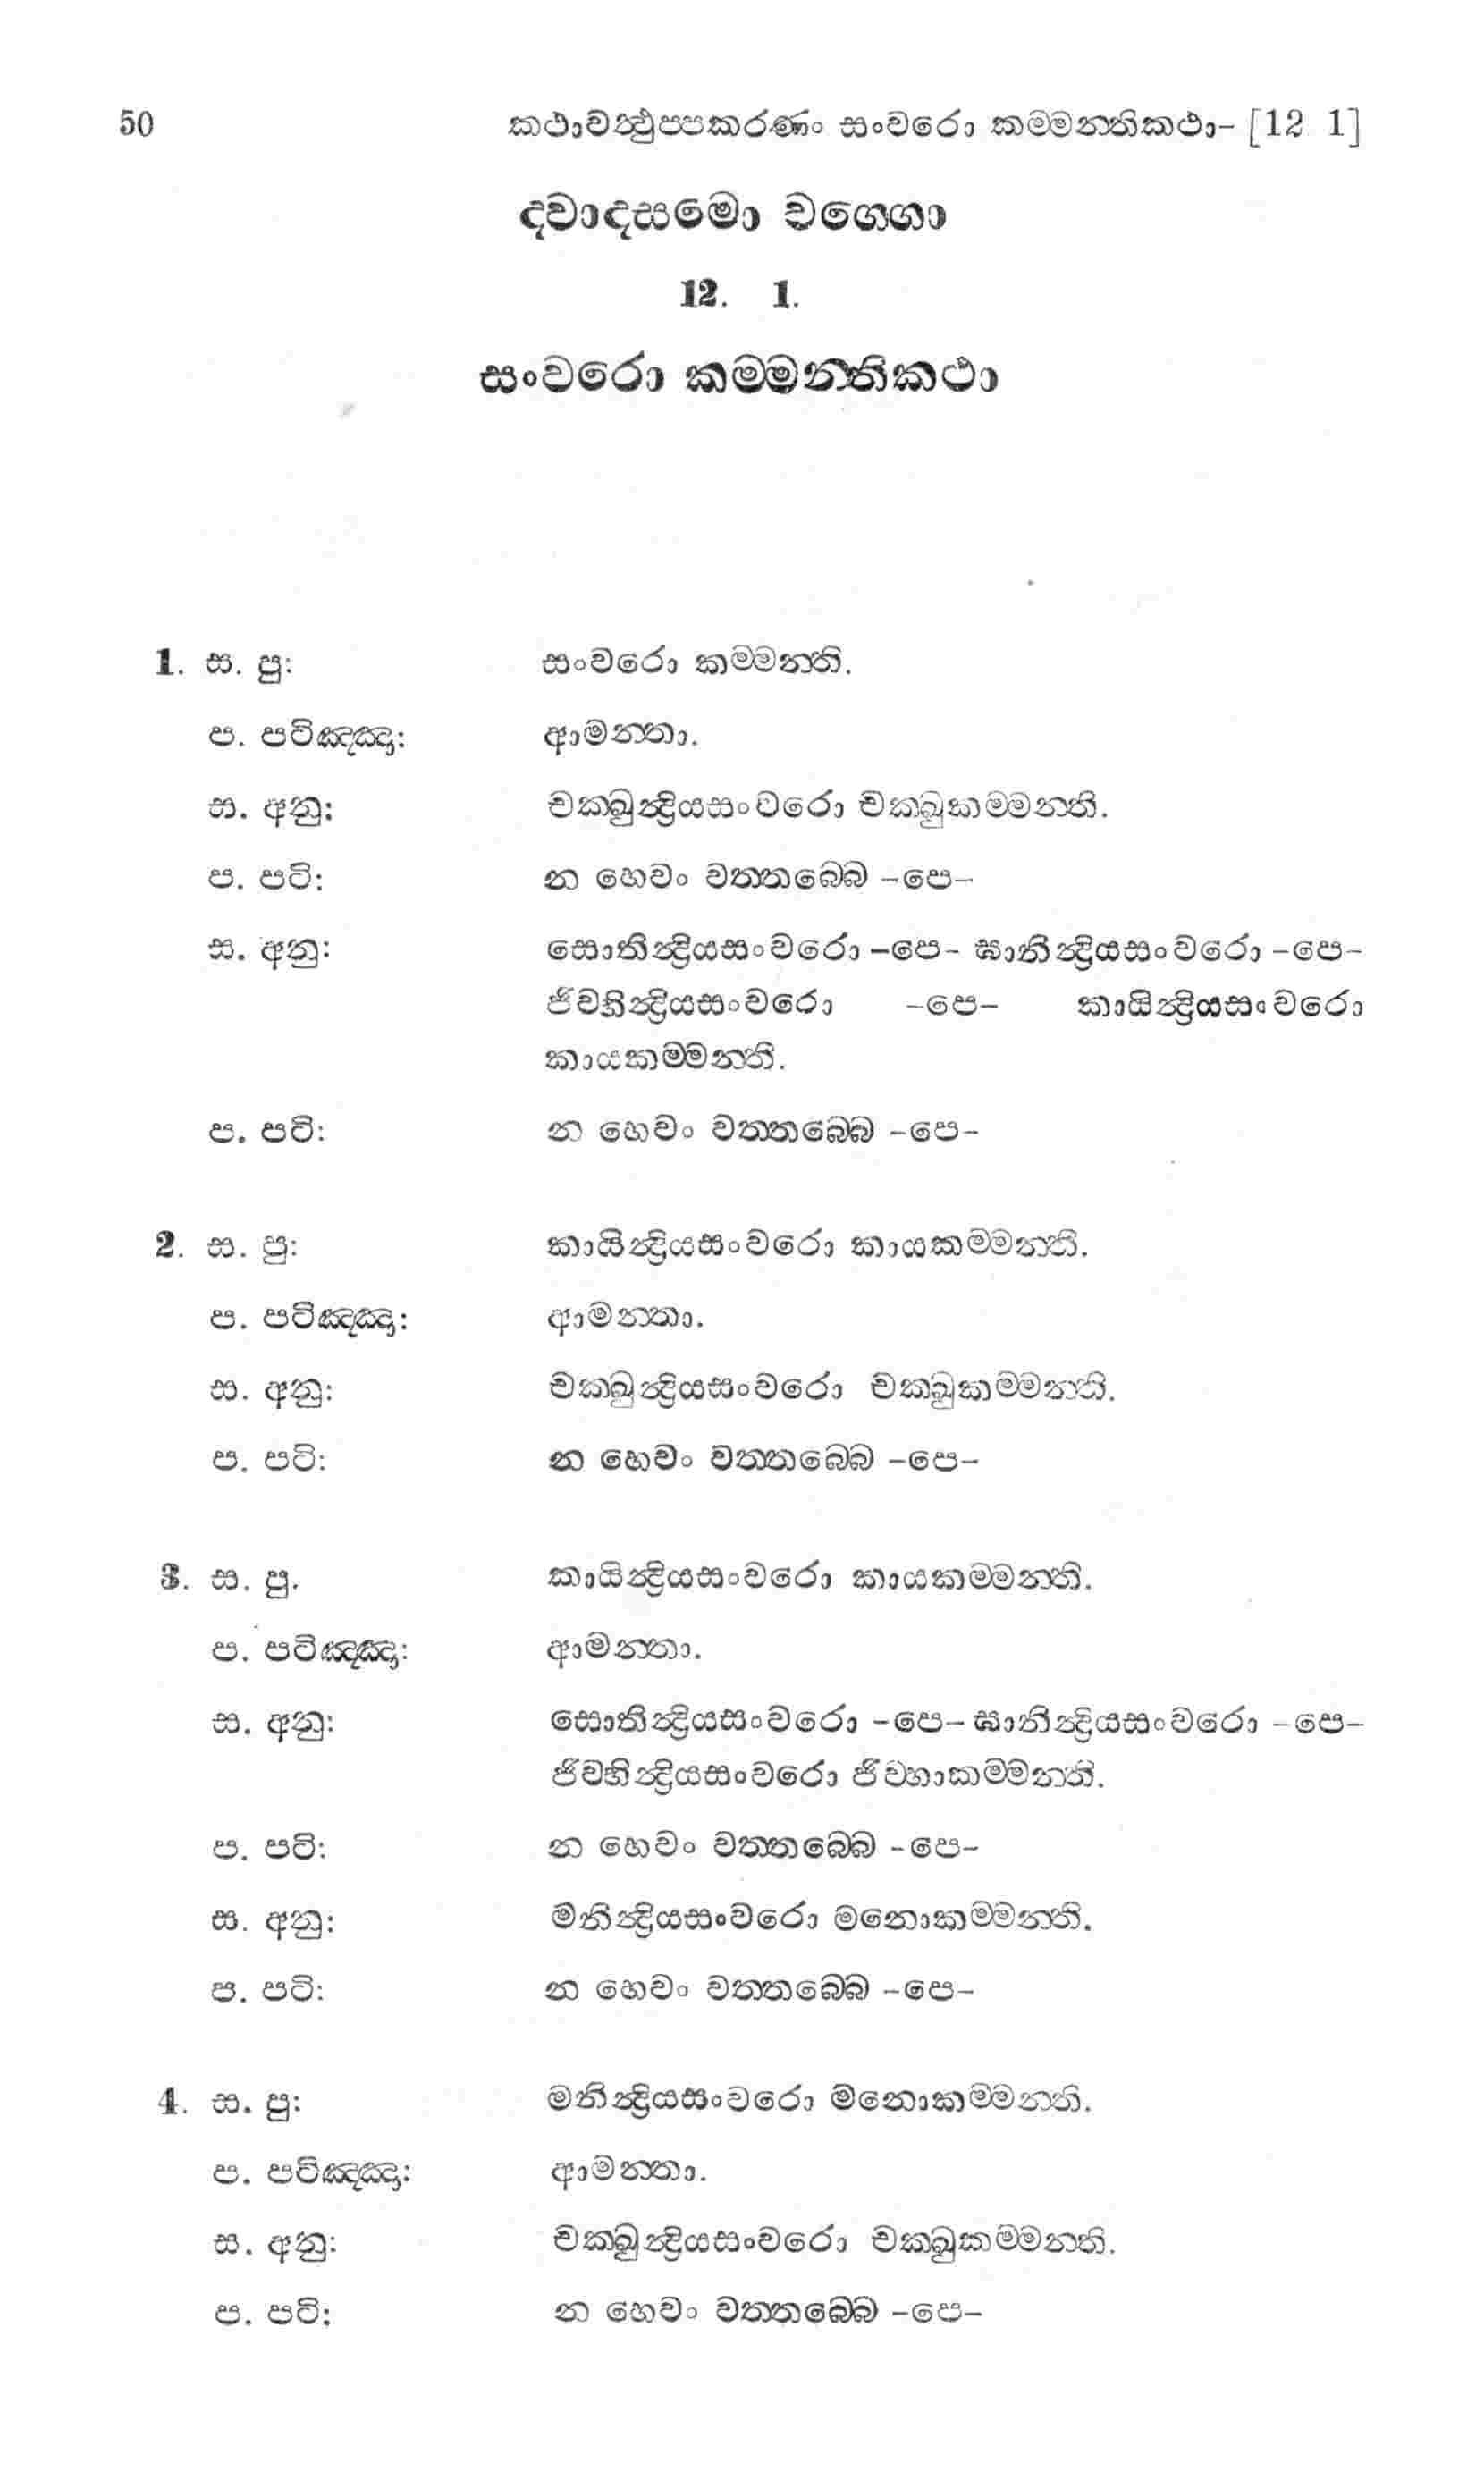 50 කථාවත්‍ථුප‍්පකරණං සංවරො කම‍්මන‍්තිකථා- [12 1]
ද‍්වාදසමො වග‍්ගො
12. 1.
සංවරො කම‍්මන‍්තිකථා
1. ස. පු: සංවරො කම‍්මන‍්ති.
ප. පටිඤ‍්ඤා: ආමන‍්තා.
ස. අනු: චක‍්ඛුන්‍ද්‍රියසංවරො චක‍්ඛුකම‍්මන‍්ති.
ප. පටි: න හෙවං වත‍්තබ‍්බෙ -පෙ-
ස. අනු: සොතින්‍ද්‍රියසංවරො -පෙ- ඝානින්‍ද්‍රියසංවරො -පෙ-
ජිව‍්හින්‍ද්‍රියසංවරො -පෙ- කායින්‍ද්‍රියසංවරො
කායකම‍්මන‍්ති.
ප. පටි: න හෙවං වත‍්තබ‍්බෙ -පෙ-
2. ස. පු: කායින්‍ද්‍රියසංවරො කායකම‍්මන‍්ති.
ප. පටිඤ‍්ඤා: ආමන‍්තා.
ස. අනු: චක‍්ඛුන්‍ද්‍රියසංවරො චක‍්ඛුකම‍්මන‍්ති.
ප. පටි: න හෙවං වත‍්තබ‍්බෙ -පෙ-
3. ස. පු. කායින්‍ද්‍රියසංවරො කායකම‍්මන‍්ති.
ප. පටිඤ‍්ඤා: ආමන‍්තා.
ස. අනු: සොතින්‍ද්‍රියසංවරො -පෙ- ඝානින්‍ද්‍රියසංවරො -පෙ-
ජිව‍්හින්‍ද්‍රියසංවරො ජිව‍්හාකම‍්මන‍්ති.
ප. පටි: න හෙවං වත‍්තබ‍්බෙ -පෙ-
ස. අනු: මනින්‍ද්‍රියසංවරො මනොකම‍්මන‍්ති.
ප. පටි: න හෙවං වත‍්තබ‍්බෙ -පෙ-
4. ස. පු: මනින්‍ද්‍රියසංවරො මනොකම‍්මන‍්ති.
ප. පටිඤ‍්ඤා: ආමන‍්තා.
ස. අනු: චක‍්ඛුන්‍ද්‍රියසංවරො චක‍්ඛුකම‍්මන‍්ති.
ප. පටි: න හෙවං වත‍්තබ‍්බෙ -පෙ-